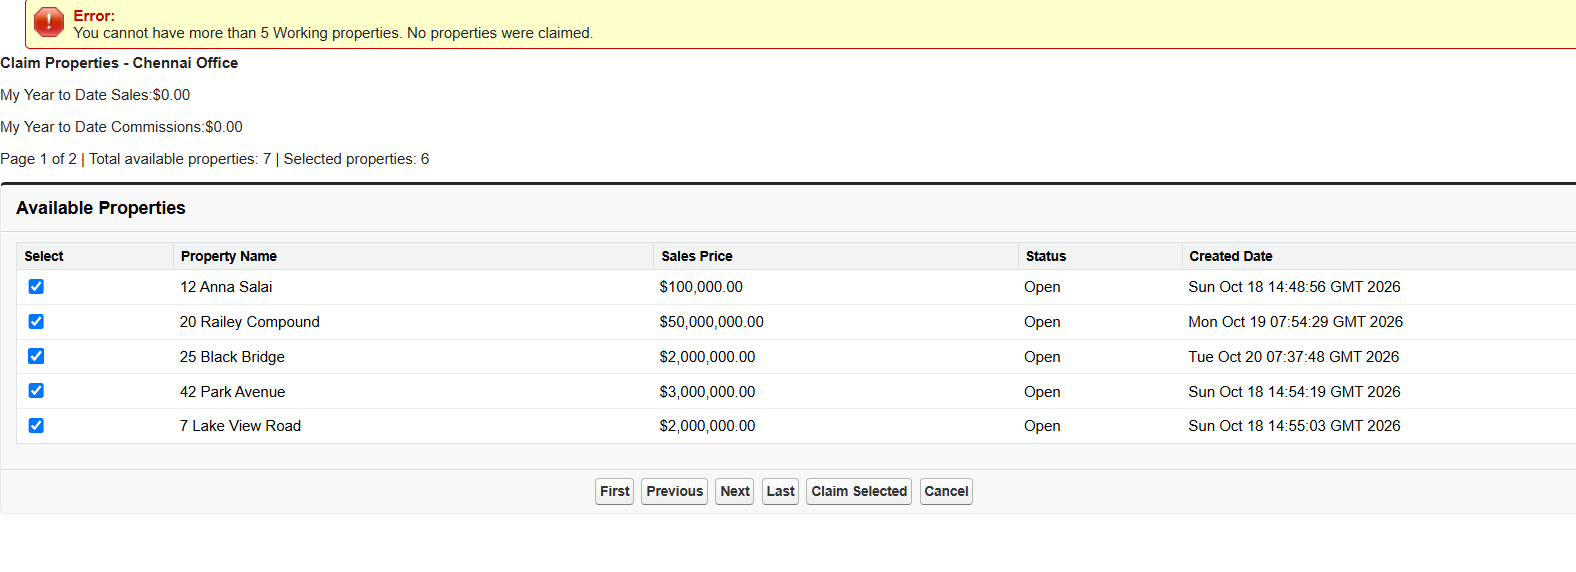 Error:
You cannot have more than 5 Working properties. No properties were claimed.
Claim Properties - Chennai Office
My Year to Date Sales:$0.00
My Year to Date Commissions:$0.00
Page 1 of 2 | Total available properties: 7 | Selected properties: 6
Available Properties
Select Property Name Sales Price Status Created Date
12 Anna Salai $100,000.00 Open Sun Oct 18 14:48:56 GMT 2026
20 Railey Compound $50,000,000.00 Open Mon Oct 19 07:54:29 GMT 2026
25 Black Bridge $2,000,000.00 Open Tue Oct 20 07:37:48 GMT 2026
42 Park Avenue $3,000,000.00 Open Sun Oct 18 14:54:19 GMT 2026
7 Lake View Road $2,000,000.00 Open Sun Oct 18 14:55:03 GMT 2026
First Previous Next Last Claim Selected Cancel